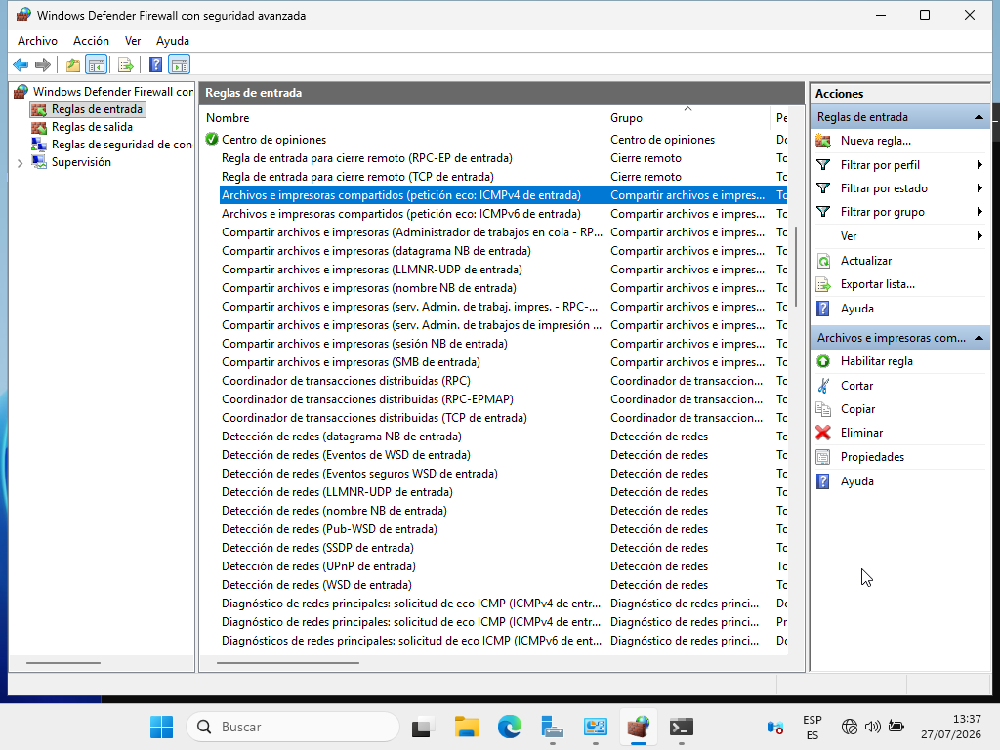 Windows Defender Firewall con seguridad avanzada
Archivo Acción Ver Ayuda
Windows Defender Firewall con
Reglas de entrada
Reglas de salida
Reglas de seguridad de con
Supervisión
Reglas de entrada
Nombre Grupo Pe
Centro de opiniones Centro de opiniones Do
Regla de entrada para cierre remoto (RPC-EP de entrada) Cierre remoto To
Regla de entrada para cierre remoto (TCP de entrada) Cierre remoto To
Archivos e impresoras compartidos (petición eco: ICMPv4 de entrada) Compartir archivos e impres... To
Archivos e impresoras compartidos (petición eco: ICMPv6 de entrada) Compartir archivos e impres... To
Compartir archivos e impresoras (Administrador de trabajos en cola - RP... Compartir archivos e impres... To
Compartir archivos e impresoras (datagrama NB de entrada) Compartir archivos e impres... To
Compartir archivos e impresoras (LLMNR-UDP de entrada) Compartir archivos e impres... To
Compartir archivos e impresoras (nombre NB de entrada) Compartir archivos e impres... To
Compartir archivos e impresoras (serv. Admin. de trabaj. impres. - RPC-... Compartir archivos e impres... To
Compartir archivos e impresoras (serv. Admin. de trabajos de impresión ... Compartir archivos e impres... To
Compartir archivos e impresoras (sesión NB de entrada) Compartir archivos e impres... To
Compartir archivos e impresoras (SMB de entrada) Compartir archivos e impres... To
Coordinador de transacciones distribuidas (RPC) Coordinador de transaccion... To
Coordinador de transacciones distribuidas (RPC-EPMAP) Coordinador de transaccion... To
Coordinador de transacciones distribuidas (TCP de entrada) Coordinador de transaccion... To
Detección de redes (datagrama NB de entrada) Detección de redes To
Detección de redes (Eventos de WSD de entrada) Detección de redes To
Detección de redes (Eventos seguros WSD de entrada) Detección de redes To
Detección de redes (LLMNR-UDP de entrada) Detección de redes To
Detección de redes (nombre NB de entrada) Detección de redes To
Detección de redes (Pub-WSD de entrada) Detección de redes To
Detección de redes (SSDP de entrada) Detección de redes To
Detección de redes (UPnP de entrada) Detección de redes To
Detección de redes (WSD de entrada) Detección de redes To
Diagnóstico de redes principales: solicitud de eco ICMP (ICMPv4 de entr... Diagnóstico de redes princi... Do
Diagnóstico de redes principales: solicitud de eco ICMP (ICMPv4 de entr... Diagnóstico de redes princi... Pr
Diagnósticos de redes principales: solicitud de eco ICMP (ICMPv6 de ent... Diagnóstico de redes princi... Do
Acciones
Reglas de entrada
Nueva regla...
Filtrar por perfil
Filtrar por estado
Filtrar por grupo
Ver
Actualizar
Exportar lista...
Ayuda
Archivos e impresoras com...
Habilitar regla
Cortar
Copiar
Eliminar
Propiedades
Ayuda
Buscar
ESP
ES
13:37
27/07/2026